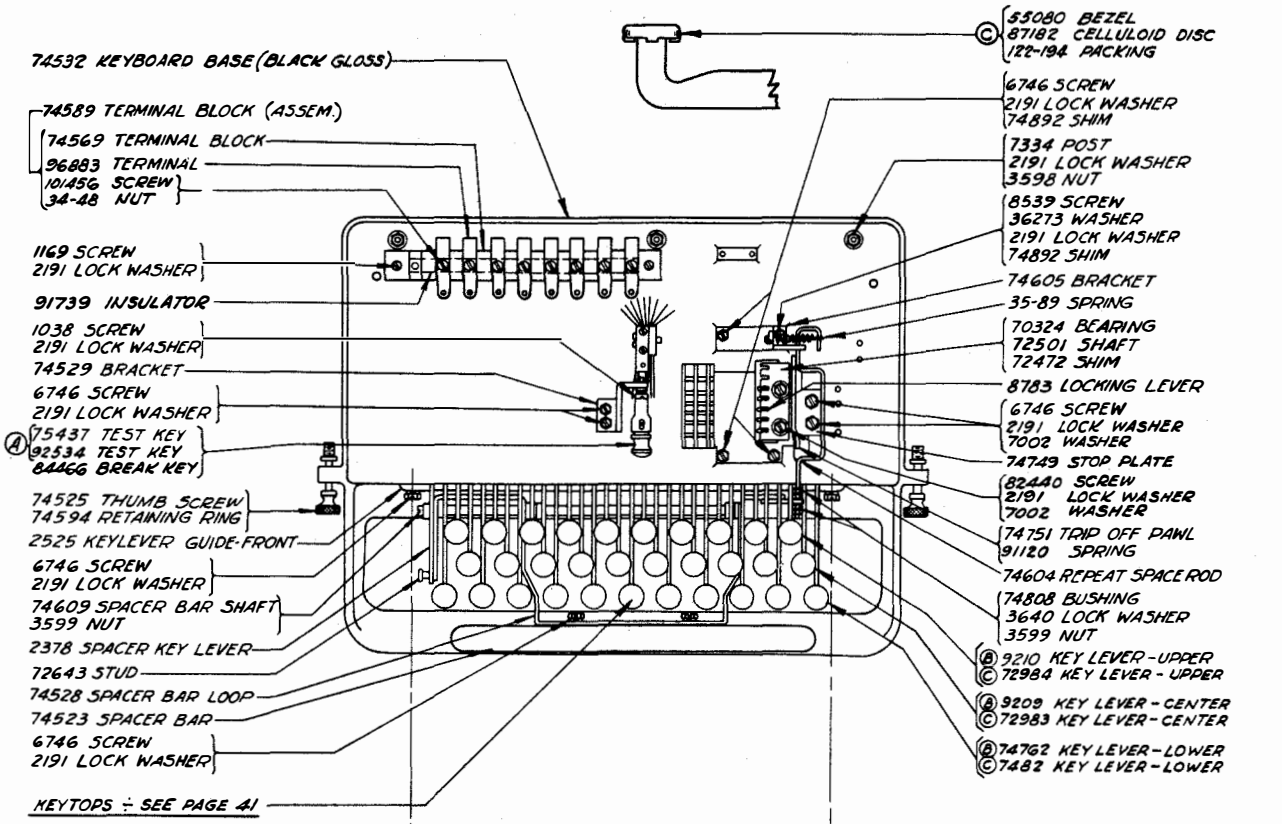 74532 KEYBOARD BASE (BLACK GLOSS)
74589 TERMINAL BLOCK (ASSEM.)
74569 TERMINAL BLOCK
96883 TERMINAL
101456 SCREW
34-48 NUT
1169 SCREW
2191 LOCK WASHER
91739 INSULATOR
1038 SCREW
2191 LOCK WASHER
74529 BRACKET
6746 SCREW
2191 LOCK WASHER
A
75437 TEST KEY
92534 TEST KEY
84466 BREAK KEY
74525 THUMB SCREW
74594 RETAINING RING
2525 KEYLEVER GUIDE-FRONT
6746 SCREW
2191 LOCK WASHER
74609 SPACER BAR SHAFT
3599 NUT
2378 SPACER KEY LEVER
72643 STUD
74528 SPACER BAR LOOP
74523 SPACER BAR
6746 SCREW
2191 LOCK WASHER
KEYTOPS ÷ SEE PAGE 41
B
C
55080 BEZEL
87182 CELLULOID DISC
122-194 PACKING
6746 SCREW
2191 LOCK WASHER
74892 SHIM
7334 POST
2191 LOCK WASHER
3598 NUT
8539 SCREW
36273 WASHER
2191 LOCK WASHER
74892 SHIM
74605 BRACKET
35-89 SPRING
70324 BEARING
72501 SHAFT
72472 SHIM
8783 LOCKING LEVER
6746 SCREW
2191 LOCK WASHER
7002 WASHER
74749 STOP PLATE
82440 SCREW
2191 LOCK WASHER
7002 WASHER
74751 TRIP OFF PAWL
91120 SPRING
74604 REPEAT SPACE ROD
74808 BUSHING
3640 LOCK WASHER
3599 NUT
B 9210 KEY LEVER-UPPER
C 72984 KEY LEVER-UPPER
B 9209 KEY LEVER-CENTER
C 72983 KEY LEVER-CENTER
B 74762 KEY LEVER-LOWER
C 7482 KEY LEVER-LOWER